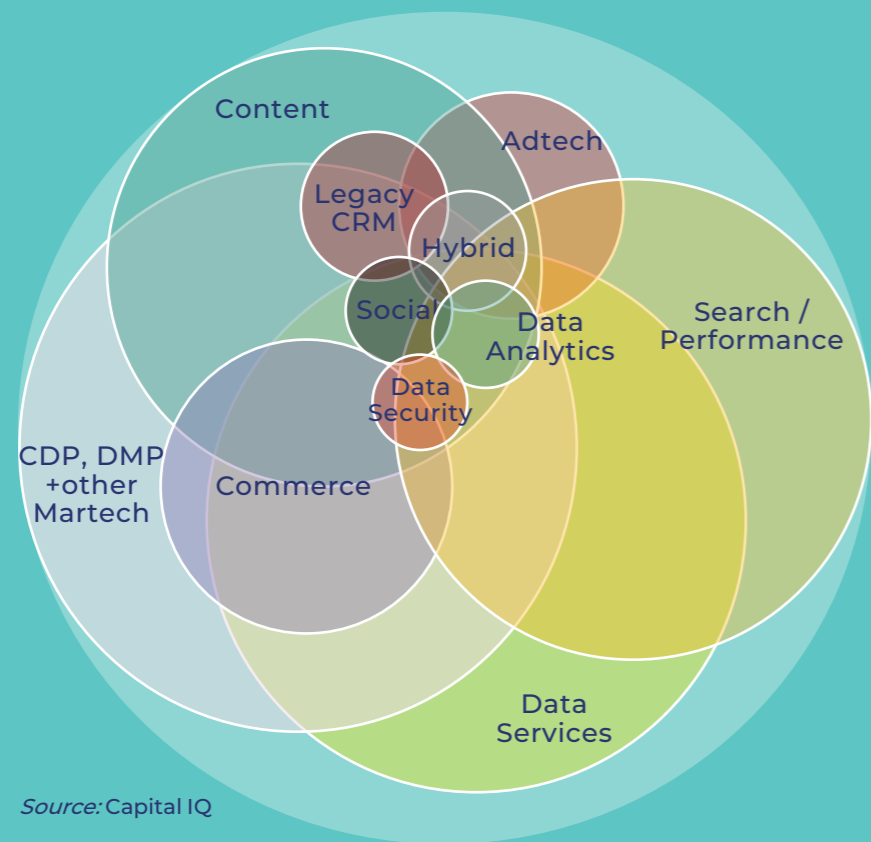 Content
Adtech
Legacy
CRM
Hybrid
Social
Data
Analytics
Search /
Performance
Data
Security
CDP, DMP
+other
Martech
Commerce
Data
Services
Source: Capital IQ